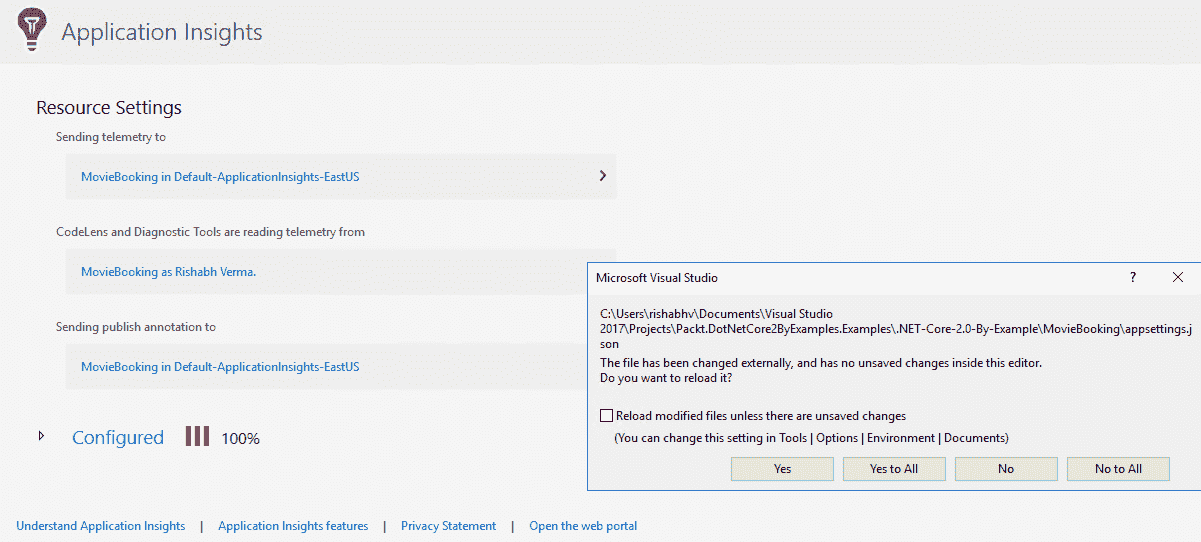 Application Insights
Resource Settings
Sending telemetry to
MovieBooking in Default-ApplicationInsights-EastUS
CodeLens and Diagnostic Tools are reading telemetry from
MovieBooking as Rishabh Verma.
Sending publish annotation to
MovieBooking in Default-ApplicationInsights-EastUS
Configured 100%
Microsoft Visual Studio ?
C:\Users\rishabhv\Documents\Visual Studio
2017\Projects\Packt.DotNetCore2ByExamples.Examples\.NET-Core-2.0-By-Example\MovieBooking\appsettings.j
son
The file has been changed externally, and has no unsaved changes inside this editor.
Do you want to reload it?
Reload modified files unless there are unsaved changes
(You can change this setting in Tools | Options | Environment | Documents)
Yes Yes to All No No to All
Understand Application Insights | Application Insights features | Privacy Statement | Open the web portal